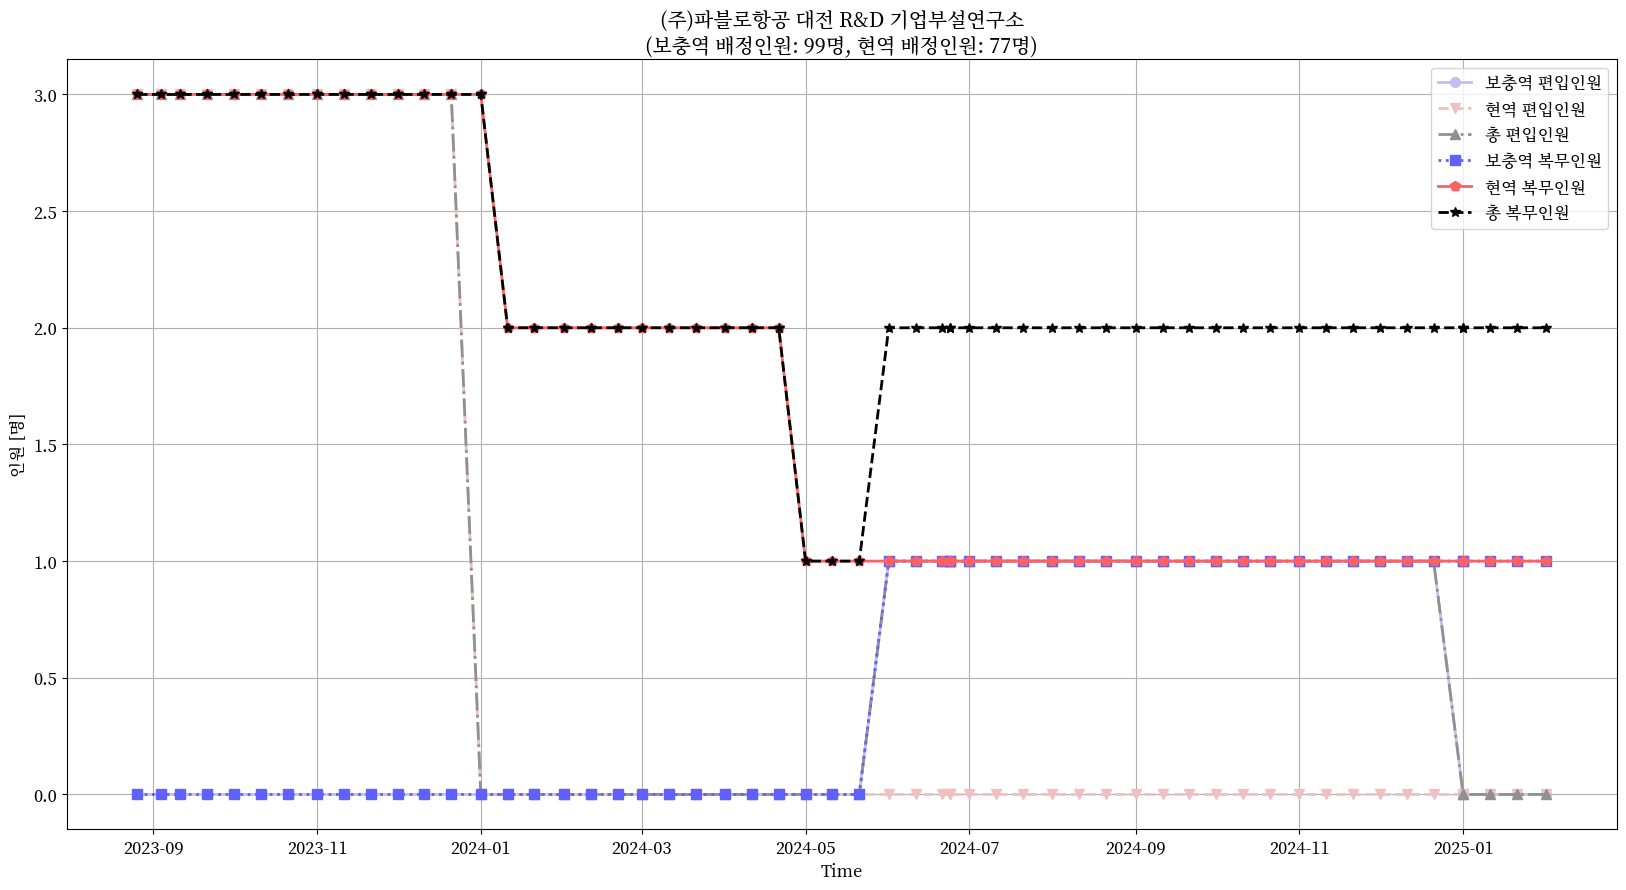 (주)파블로항공 대전 R&D 기업부설연구소
(보충역 배정인원: 99명, 현역 배정인원: 77명)
보충역 편입인원
현역 편입인원
총 편입인원
보충역 복무인원
현역 복무인원
총 복무인원
3.0
2.5
2.0
1.5
1.0
0.5
0.0
인원 [명]
2023-09 2023-11 2024-01 2024-03 2024-05 2024-07 2024-09 2024-11 2025-01
Time